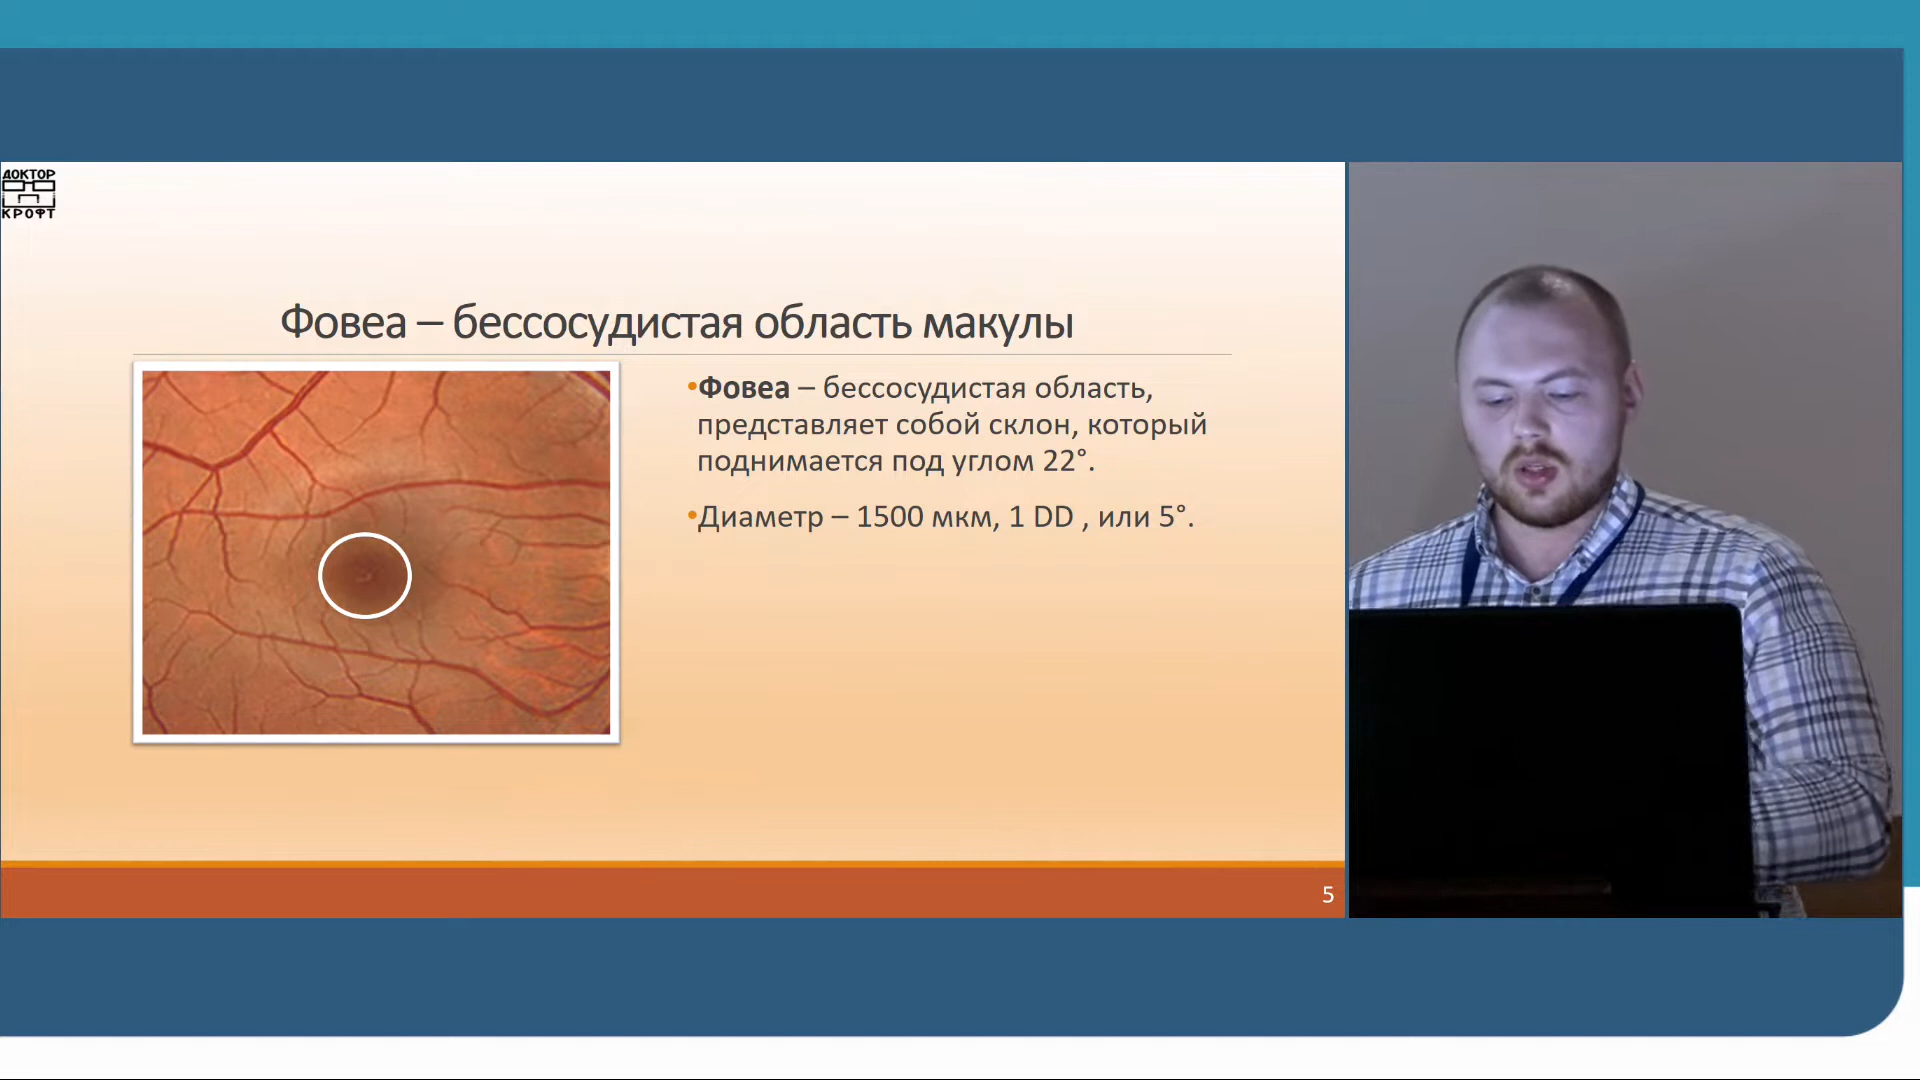 ДОКТОР
КРОФТ
Фовеа – бессосудистая область макулы
•Фовеа – бессосудистая область,
представляет собой склон, который
поднимается под углом 22°.
•Диаметр – 1500 мкм, 1 DD , или 5°.
5